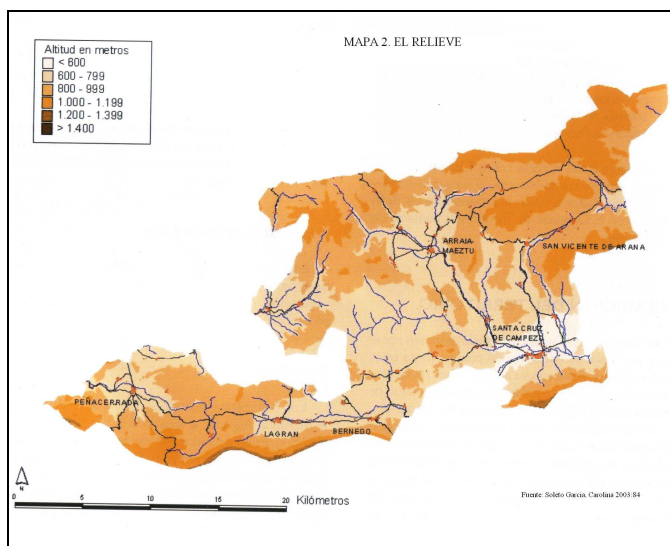 MAPA 2. EL RELIEVE
Altitud en metros
< 600
600 - 799
800 - 999
1.000 - 1.199
1.200 - 1.399
> 1.400
ARRAIA-
MAEZTU
SAN VICENTE DE ARANA
SANTA CRUZ
DE CAMPEZO
PEÑACERRADA
LAGRAN
BERNEDO
N
0 5 10 15 20 Kilómetros
Fuente: Soleto García, Carolina 2003:84